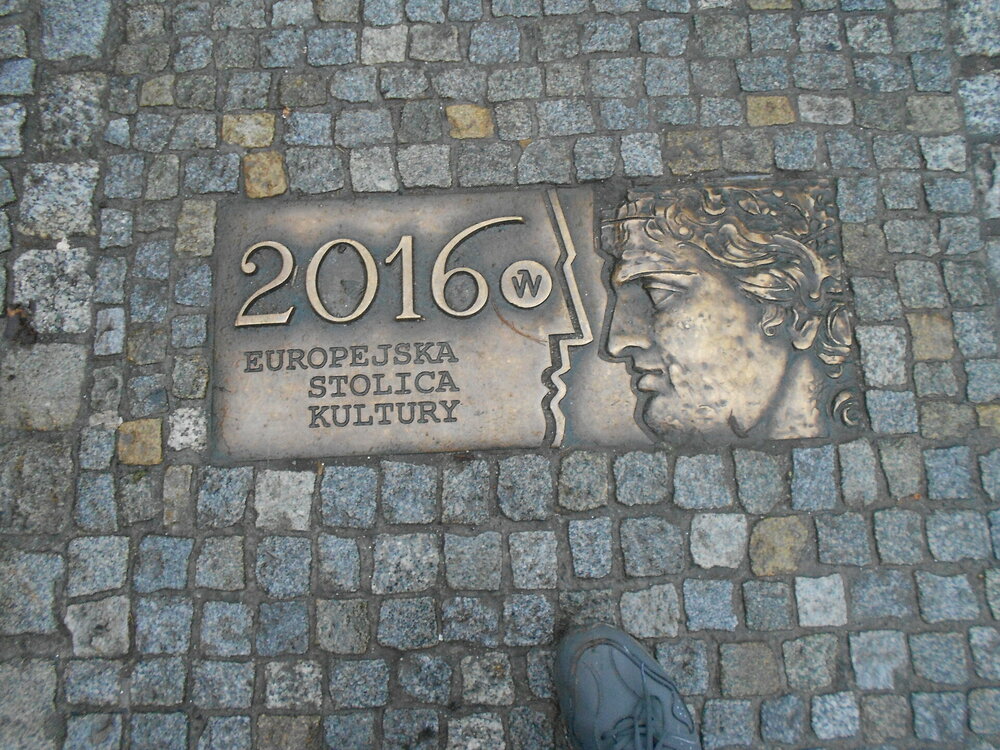 2016 W
EUROPEJSKA
STOLICA
KULTURY